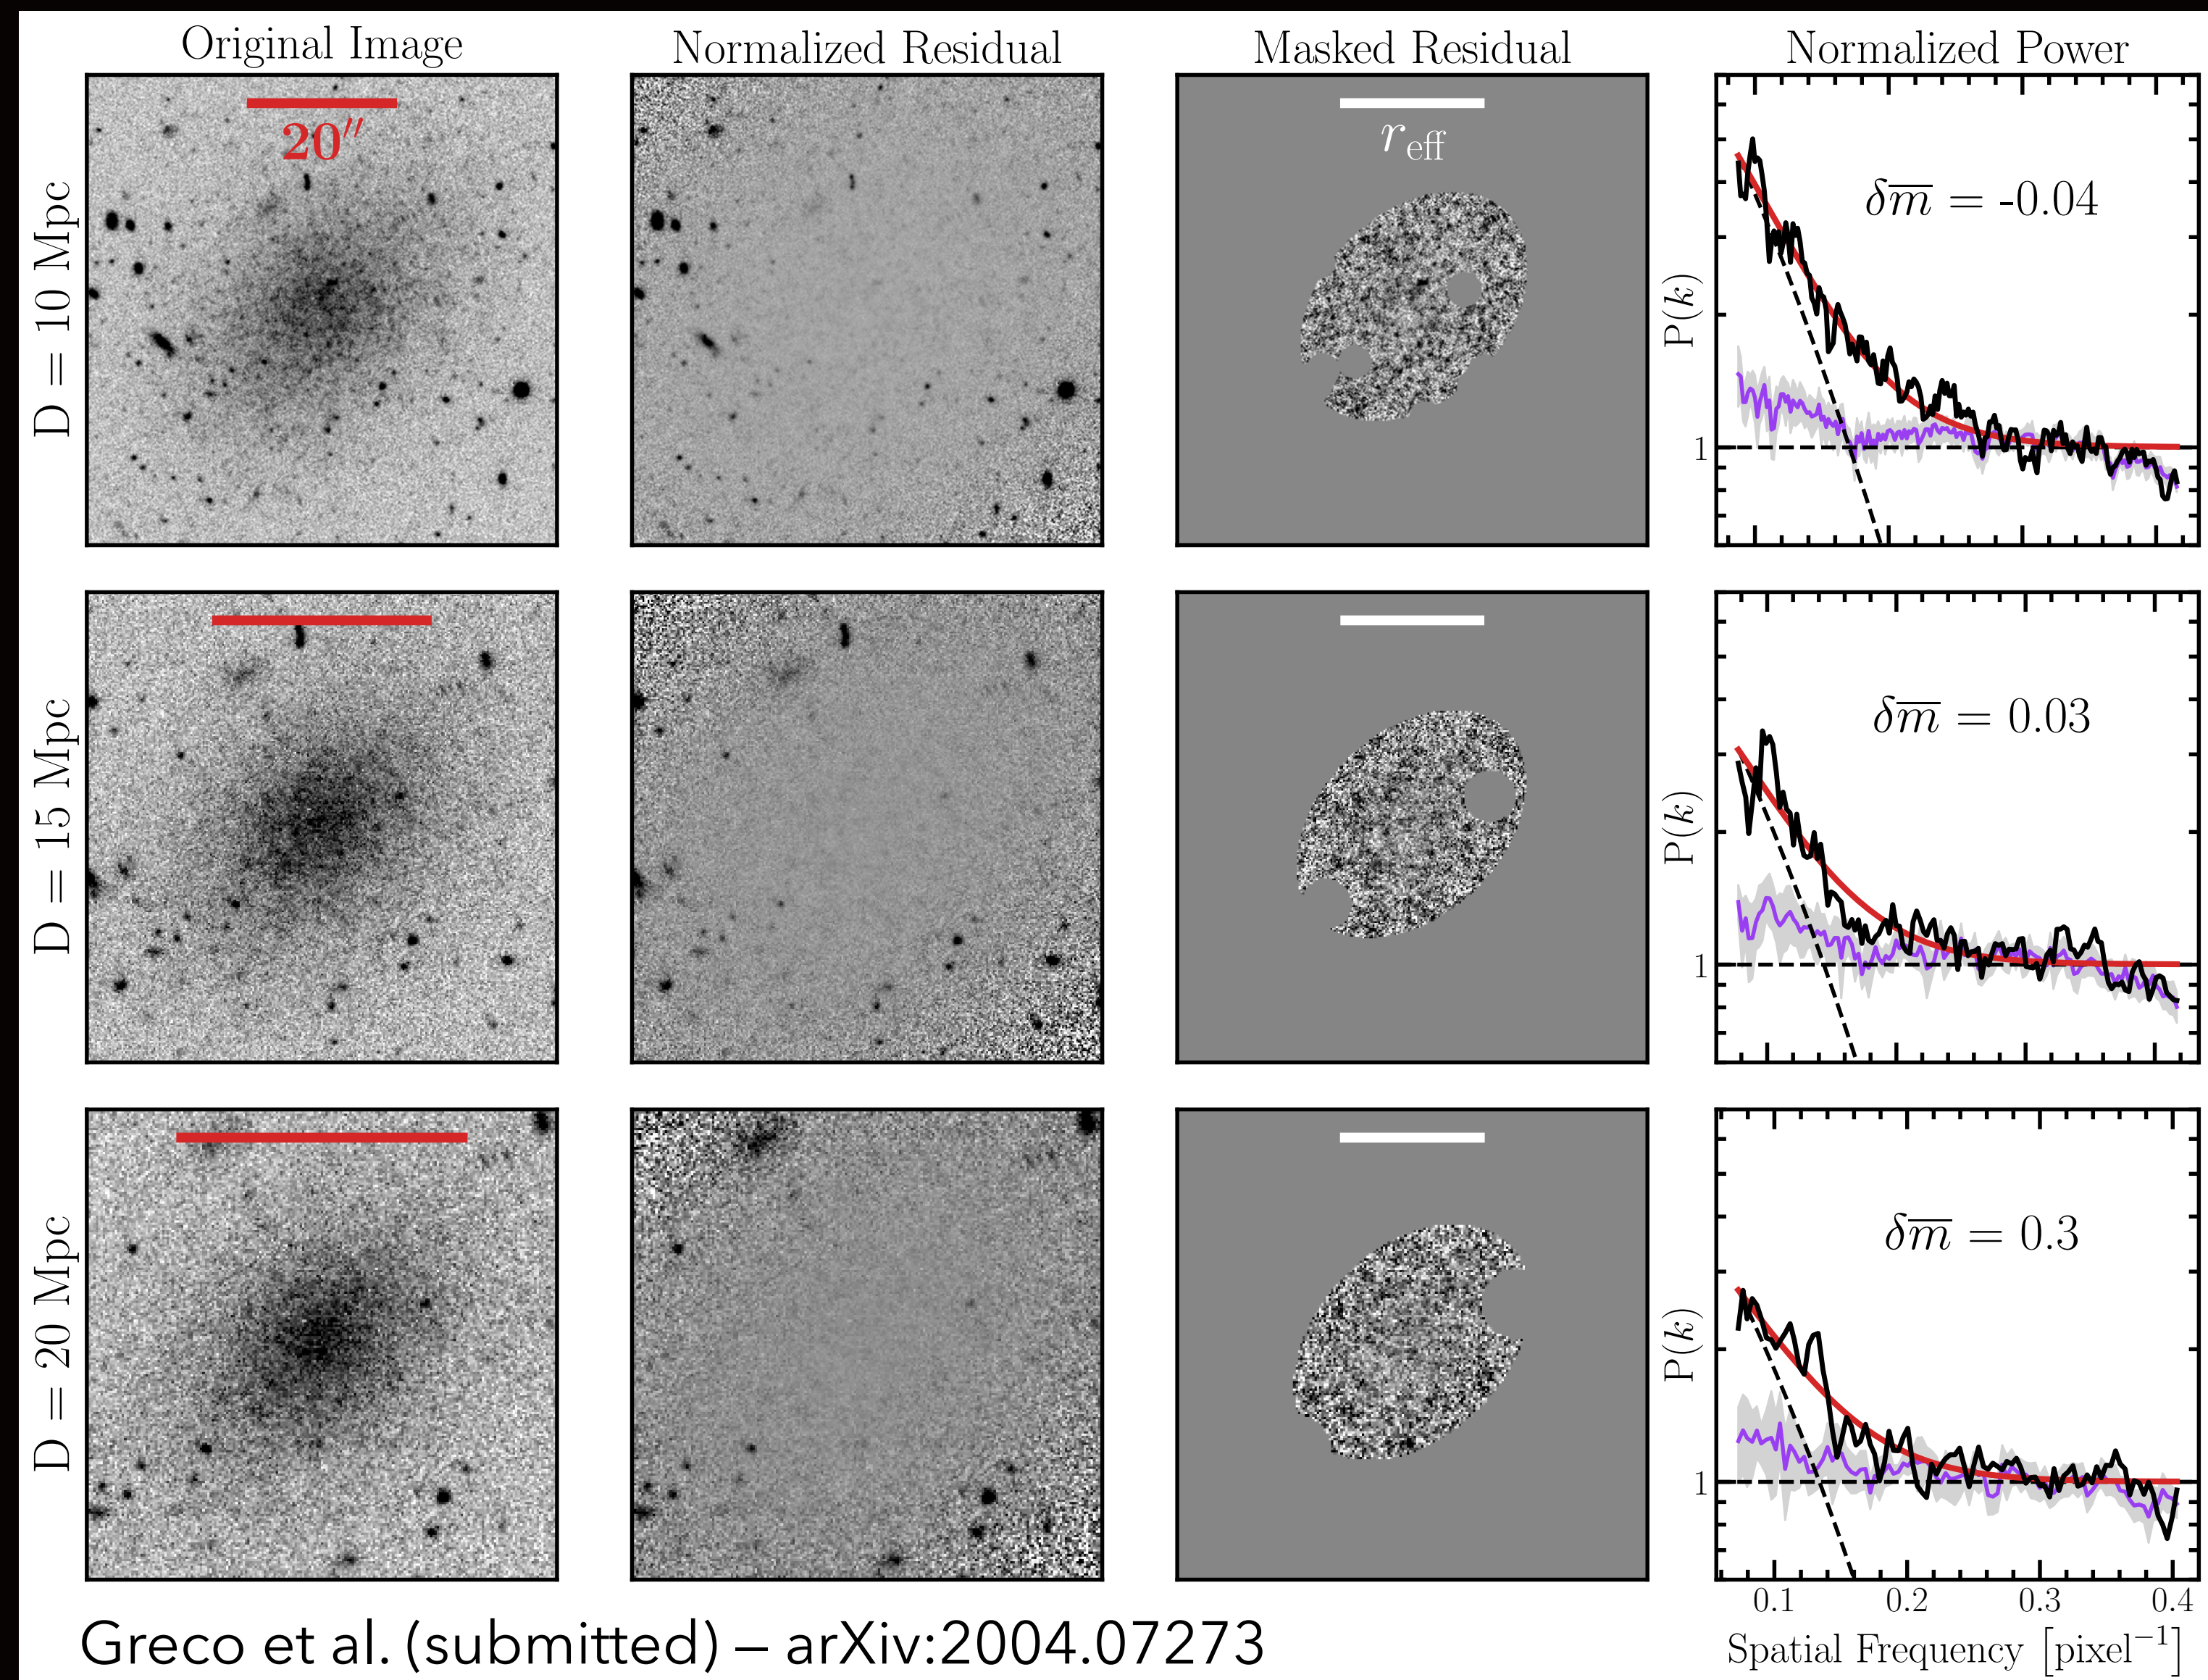 Original Image
Normalized Residual
Masked Residual
Normalized Power
D = 10 Mpc
20″
r_eff
P(k)
δm̅ = -0.04
1
D = 15 Mpc
P(k)
δm̅ = 0.03
1
D = 20 Mpc
P(k)
δm̅ = 0.3
1
0.1 0.2 0.3 0.4
Spatial Frequency [pixel⁻¹]
Greco et al. (submitted) – arXiv:2004.07273